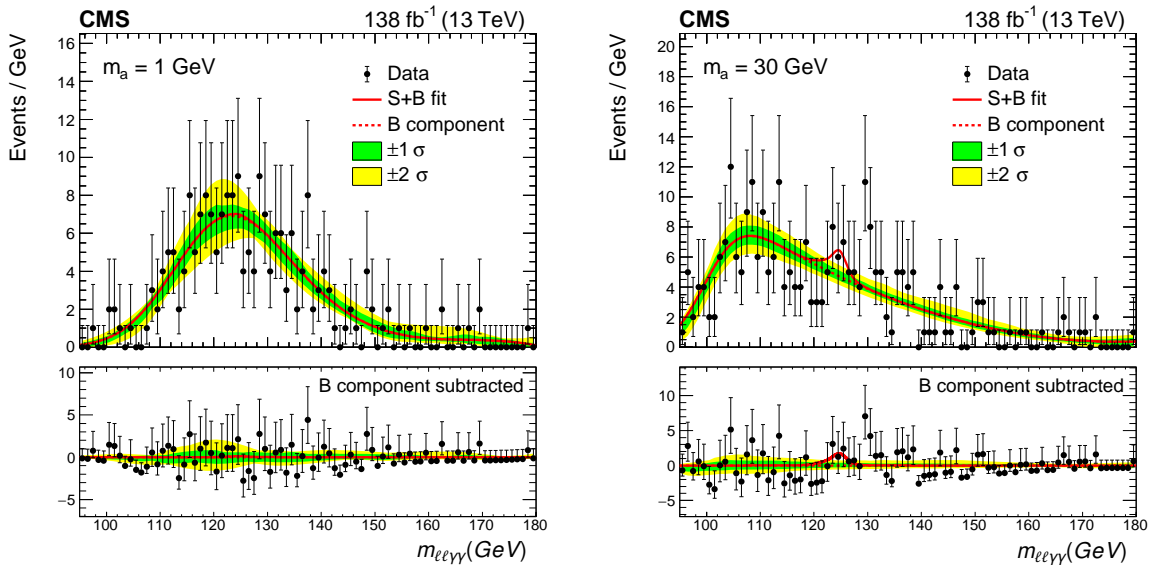 CMS 138 fb⁻¹ (13 TeV)
Events / GeV
16
14
12
10
8
6
4
2
0
mₐ = 1 GeV
Data
S+B fit
B component
±1 σ
±2 σ
10
5
0
−5
B component subtracted
100 110 120 130 140 150 160 170 180
m_ℓℓγγ(GeV)
CMS 138 fb⁻¹ (13 TeV)
Events / GeV
20
18
16
14
12
10
8
6
4
2
0
mₐ = 30 GeV
Data
S+B fit
B component
±1 σ
±2 σ
10
5
0
−5
B component subtracted
100 110 120 130 140 150 160 170 180
m_ℓℓγγ(GeV)